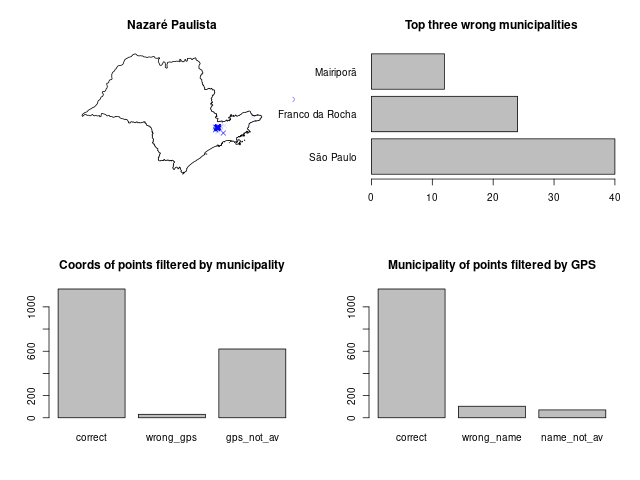 Nazaré Paulista
Top three wrong municipalities
Mairiporã
Franco da Rocha
São Paulo
0 10 20 30 40
Coords of points filtered by municipality
0 200 600 1000
correct wrong_gps gps_not_av
Municipality of points filtered by GPS
0 200 600 1000
correct wrong_name name_not_av